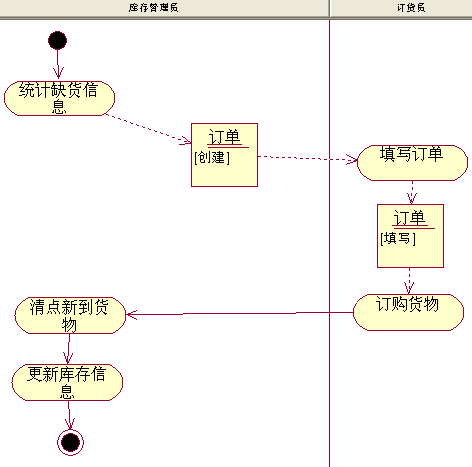 库存管理员
订货员
统计缺货信
息
订单
[创建]
填写订单
订单
[填写]
订购货物
清点新到货
物
更新库存信
息